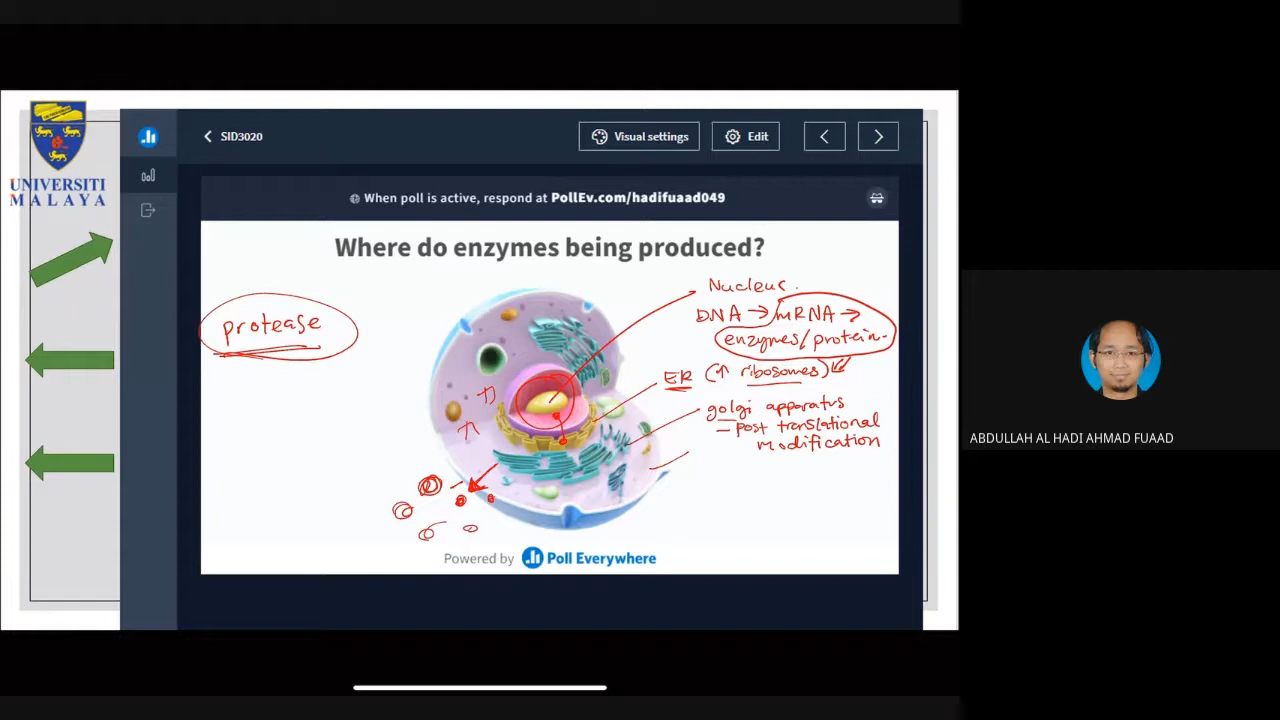 UNIVERSITI
MALAYA
SID3020
Visual settings
Edit
When poll is active, respond at PollEv.com/hadifuaad049
Where do enzymes being produced?
protease
Nucleus.
DNA → mRNA →
enzymes/protein.
ER (↑ ribosomes)
golgi apparatus
– post translational
modification
Powered by Poll Everywhere
ABDULLAH AL HADI AHMAD FUAAD